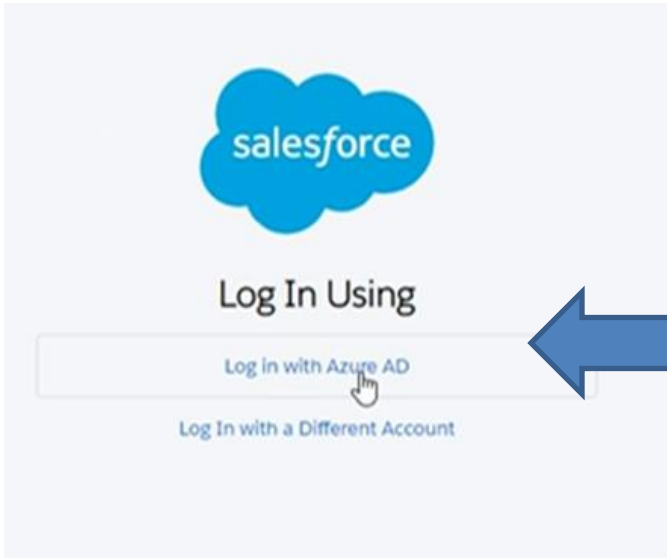 salesforce
Log In Using
Log in with Azure AD
Log In with a Different Account